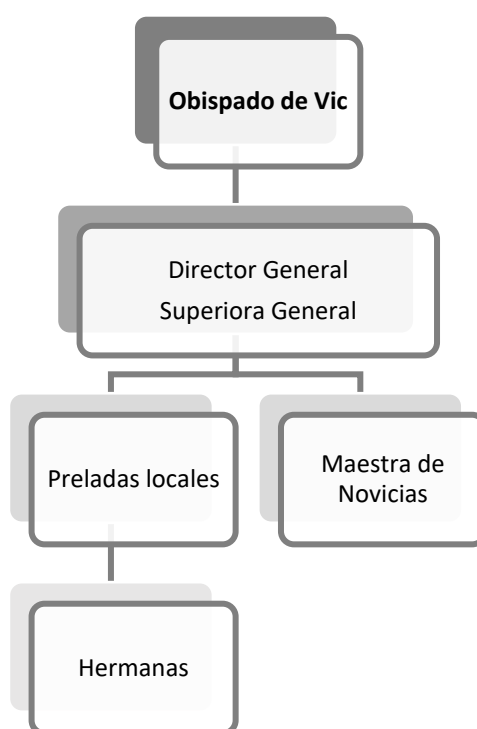 Obispado de Vic
Director General
Superiora General
Preladas locales
Maestra de
Novicias
Hermanas